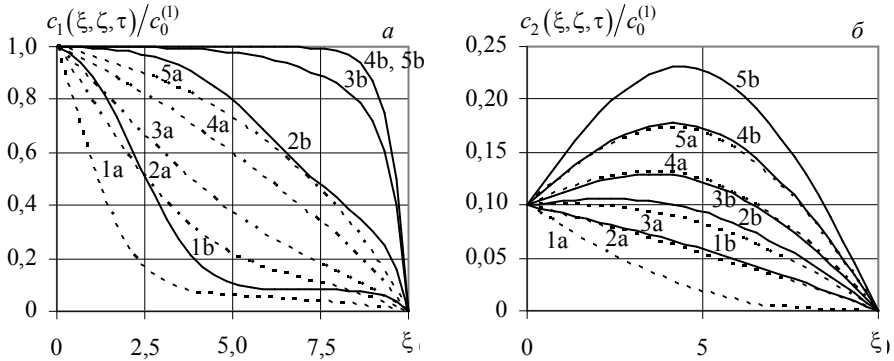 c₁(ξ,ζ,τ)/c₀⁽¹⁾ а
1,0
0,8
0,6
0,4
0,2
0
0 2,5 5,0 7,5 ξ
4b, 5b
3b
5a
4a
2b
3a
2a
1a
1b
c₂(ξ,ζ,τ)/c₀⁽¹⁾ б
0,25
0,20
0,15
0,10
0,05
0
0 5 ξ
5b
4b
5a
4a
3b
2b
3a
1b
2a
1a